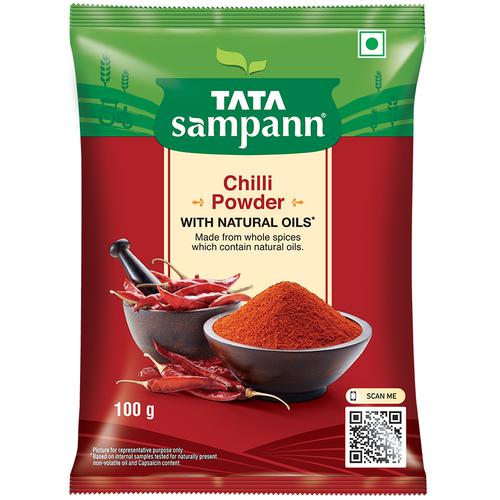 TATA
sampann®
Chilli
Powder
WITH NATURAL OILS*
Made from whole spices
which contain natural oils.
SCAN ME
100 g
Picture for representative purpose only.
*Based on internal samples tested for naturally present
non-volatile oil and Capsaicin content.